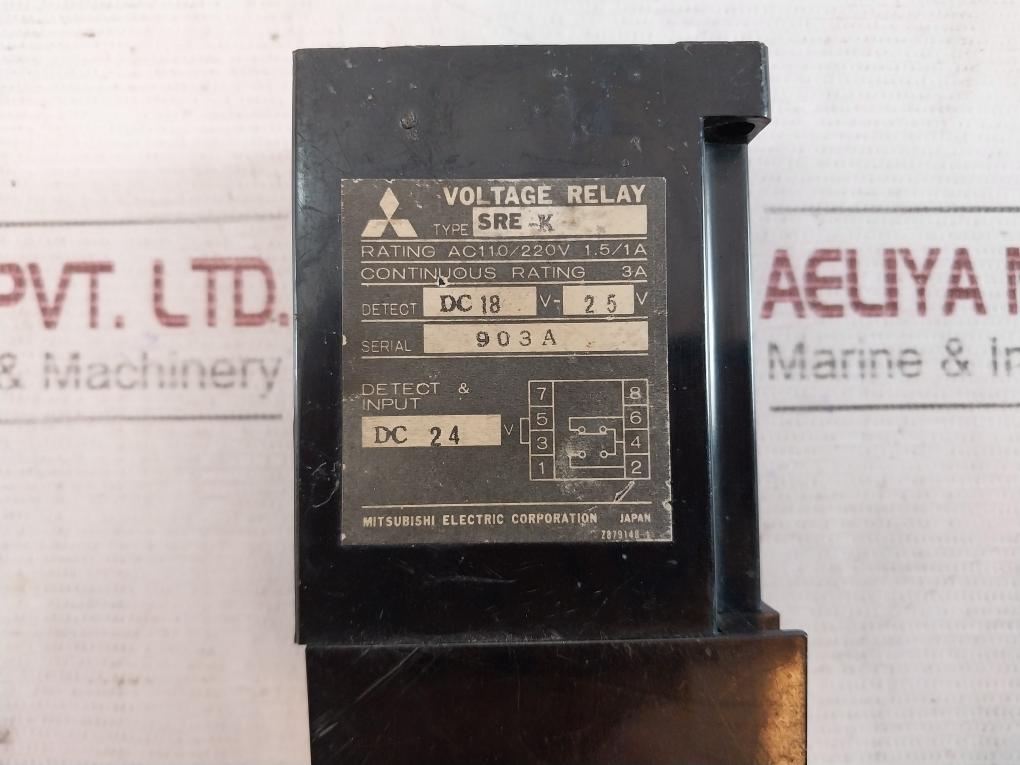 VOLTAGE RELAY
TYPE SRE-K
RATING AC110/220V 1.5/1A
CONTINUOUS RATING 3A
DETECT DC 18 V- 25 V
SERIAL 903A
DETECT &
INPUT
DC 24 V
7 8
5 6
3 4
1 2
MITSUBISHI ELECTRIC CORPORATION JAPAN
PVT. LTD.
& Machinery
AELIYA M
Marine & In